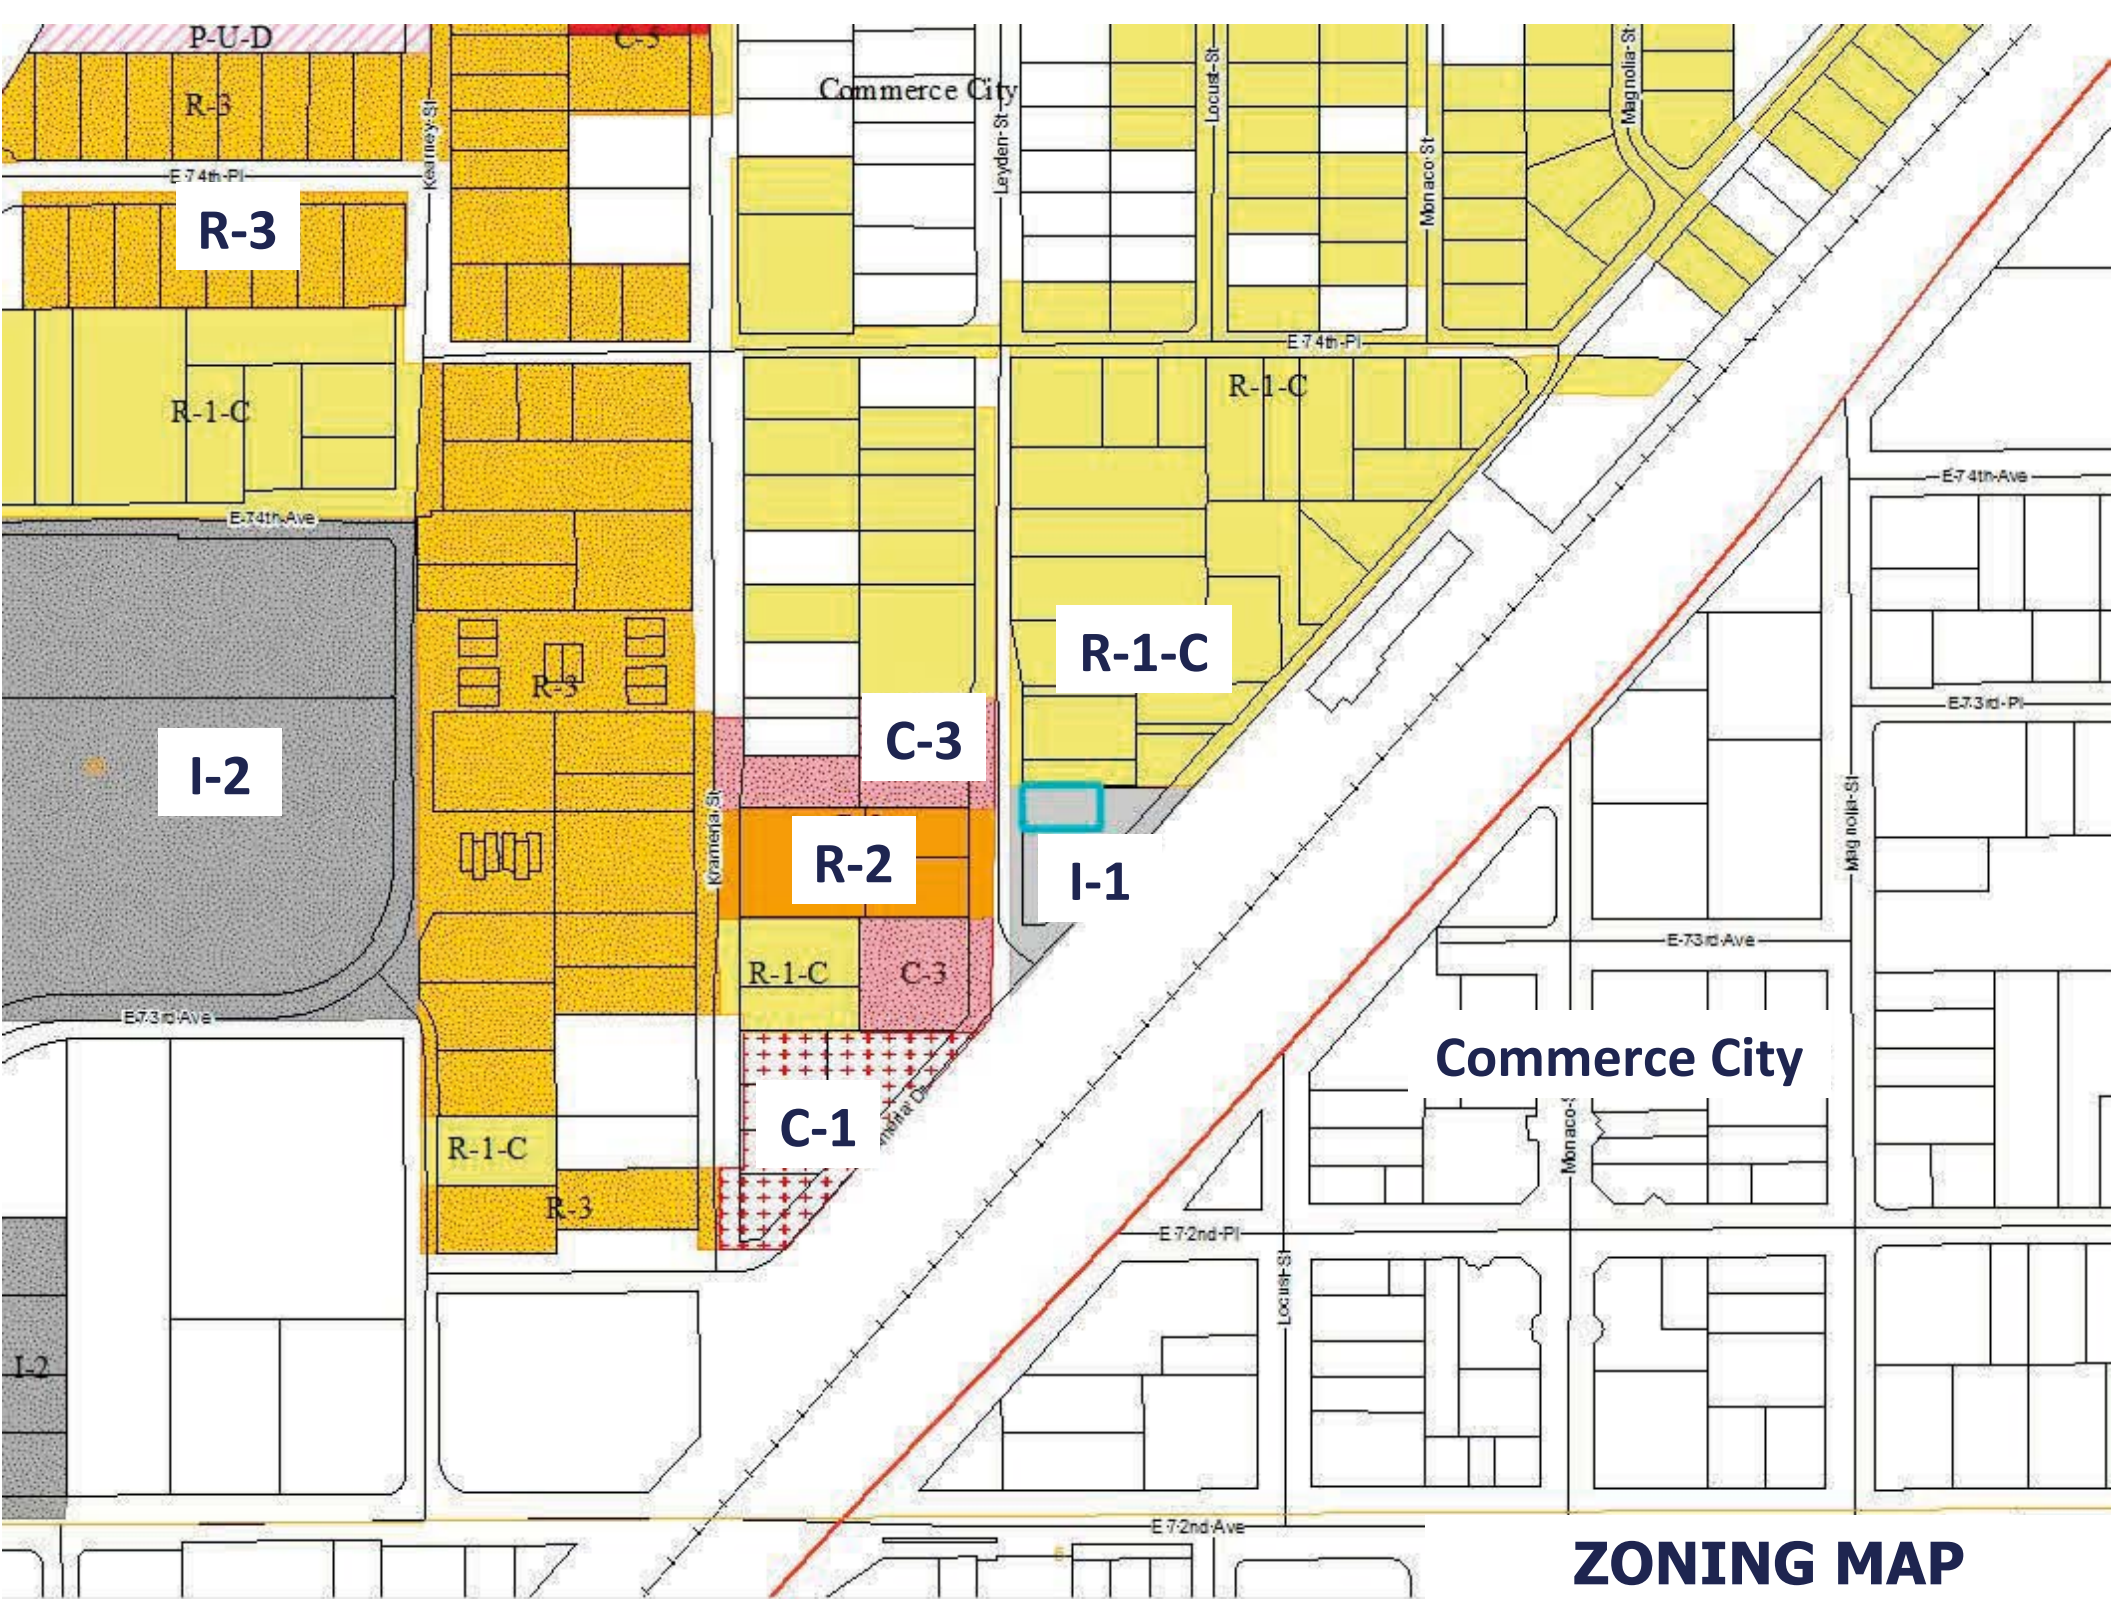 P-U-D
C-5
R-3
Commerce City
Kearney St
Leyden St
Locust St
Monaco St
Magnolia St
E 74th Pl
R-3
E 74th Pl
R-1-C
R-1-C
E 74th Ave
E 74th Ave
R-1-C
R-3
E 73rd Pl
C-3
I-2
Krameria St
Magnolia St
R-2
I-1
E 73rd Ave
R-1-C
C-3
E 73rd Ave
Commerce City
C-1
Monaco S
R-1-C
R-3
E 72nd Pl
Locust St
I-2
E 72nd Ave
ZONING MAP